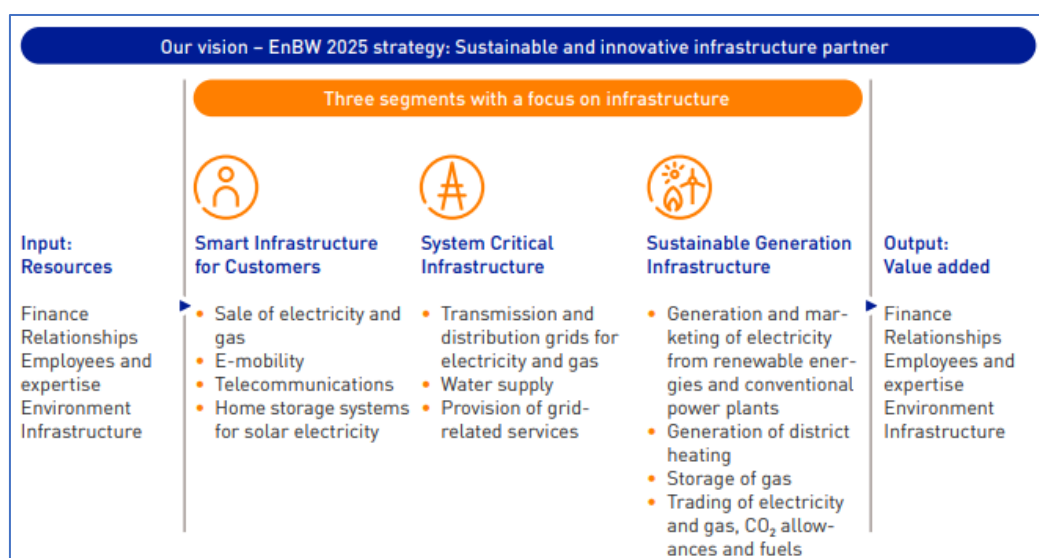 Our vision – EnBW 2025 strategy: Sustainable and innovative infrastructure partner
Three segments with a focus on infrastructure
Input:
Resources
Finance
Relationships
Employees and
expertise
Environment
Infrastructure
Smart Infrastructure
for Customers
• Sale of electricity and
gas
• E-mobility
• Telecommunications
• Home storage systems
for solar electricity
System Critical
Infrastructure
• Transmission and
distribution grids for
electricity and gas
• Water supply
• Provision of grid-
related services
Sustainable Generation
Infrastructure
• Generation and mar-
keting of electricity
from renewable ener-
gies and conventional
power plants
• Generation of district
heating
• Storage of gas
• Trading of electricity
and gas, CO₂ allow-
ances and fuels
Output:
Value added
Finance
Relationships
Employees and
expertise
Environment
Infrastructure